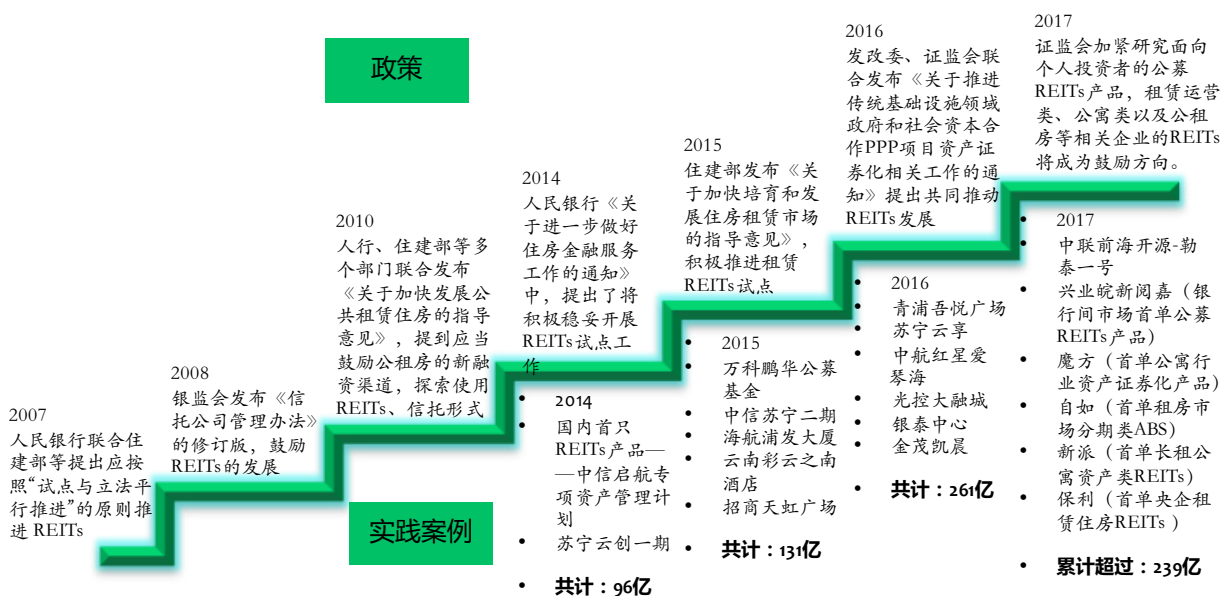 政策
2007
人民银行联合住
建部等提出应按
照“试点与立法平
行推进”的原则推
进 REITs
2008
银监会发布《信
托公司管理办法》
的修订版，鼓励
REITs的发展
2010
人行、住建部等多
个部门联合发布
《关于加快发展公
共租赁住房的指导
意见》，提到应当
鼓励公租房的新融
资渠道，探索使用
REITs、信托形式
2014
人民银行《关
于进一步做好
住房金融服务
工作的通知》
中，提出了将
积极稳妥开展
REITs试点工
作
2015
住建部发布《关
于加快培育和发
展住房租赁市场
的指导意见》，
积极推进租赁
REITs试点
2016
发改委、证监会联
合发布《关于推进
传统基础设施领域
政府和社会资本合
作PPP项目资产证
券化相关工作的通
知》提出共同推动
REITs发展
2017
证监会加紧研究面向
个人投资者的公募
REITs产品，租赁运营
类、公寓类以及公租
房等相关企业的REITs
将成为鼓励方向。
实践案例
• 2014
• 国内首只
REITs产品—
—中信启航专
项资产管理计
划
• 苏宁云创一期
• 共计：96亿
• 2015
• 万科鹏华公募
基金
• 中信苏宁二期
• 海航浦发大厦
• 云南彩云之南
酒店
• 招商天虹广场
• 共计：131亿
• 2016
• 青浦吾悦广场
• 苏宁云享
• 中航红星爱
琴海
• 光控大融城
• 银泰中心
• 金茂凯晨
• 共计：261亿
• 2017
• 中联前海开源-勒
泰一号
• 兴业皖新阅嘉（银
行间市场首单公募
REITs产品）
• 魔方（首单公寓行
业资产证券化产品）
• 自如（首单租房市
场分期类ABS）
• 新派（首单长租公
寓资产类REITs）
• 保利（首单央企租
赁住房REITs ）
• 累计超过：239亿